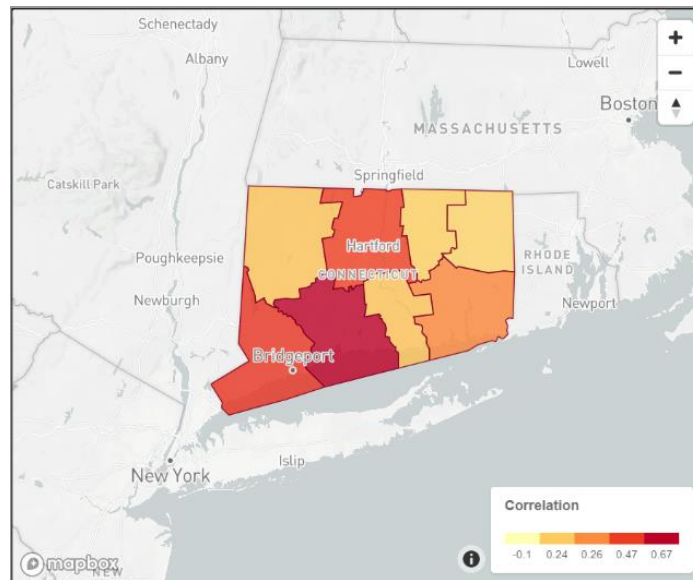 Schenectady
Albany
Lowell
Boston
MASSACHUSETTS
Catskill Park
Springfield
Hartford
Poughkeepsie
CONNECTICUT
RHODE
ISLAND
Newburgh
Newport
Bridgeport
New York
Islip
Correlation
-0.1 0.24 0.26 0.47 0.67
mapbox
NEW